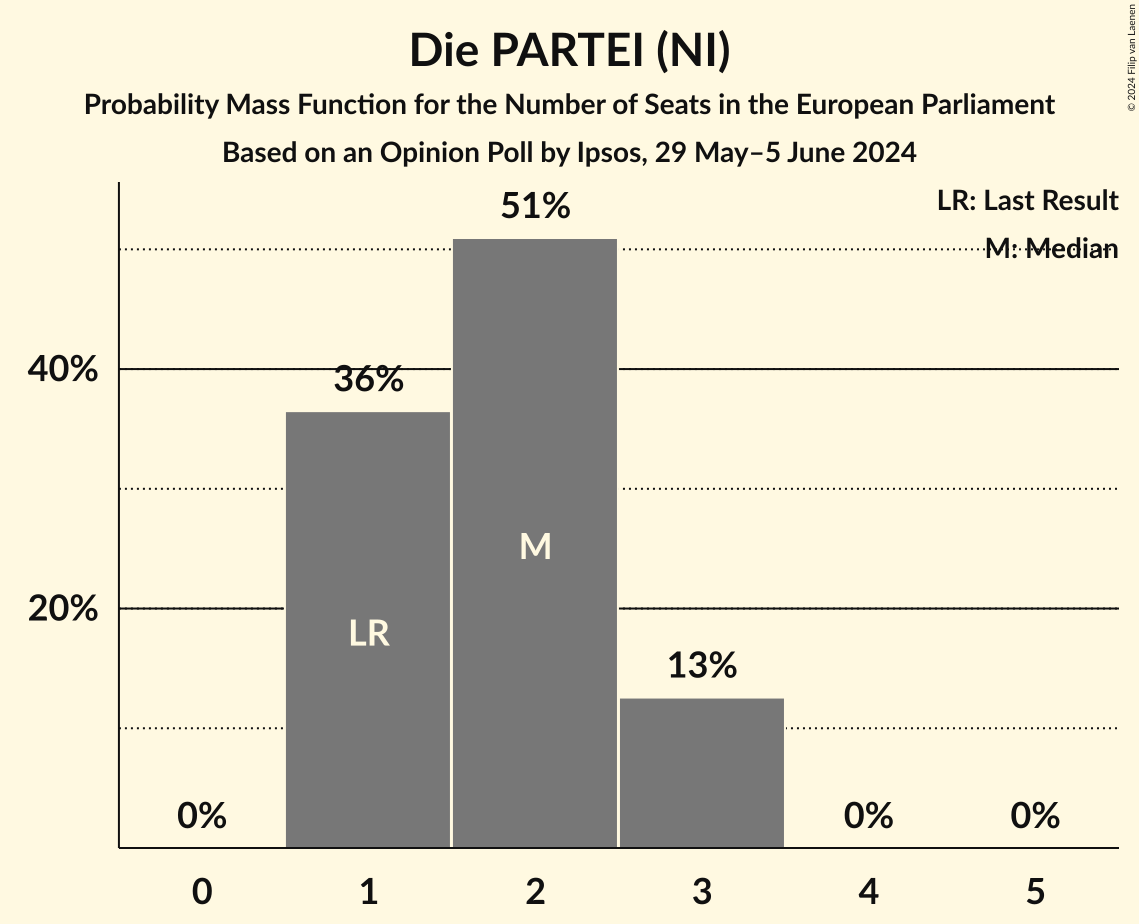 Die PARTEI (NI)
Probability Mass Function for the Number of Seats in the European Parliament
Based on an Opinion Poll by Ipsos, 29 May–5 June 2024
© 2024 Filip van Laenen
LR: Last Result
M: Median
51%
40%
36%
M
20%
LR
13%
0%
0%
0%
0
1
2
3
4
5